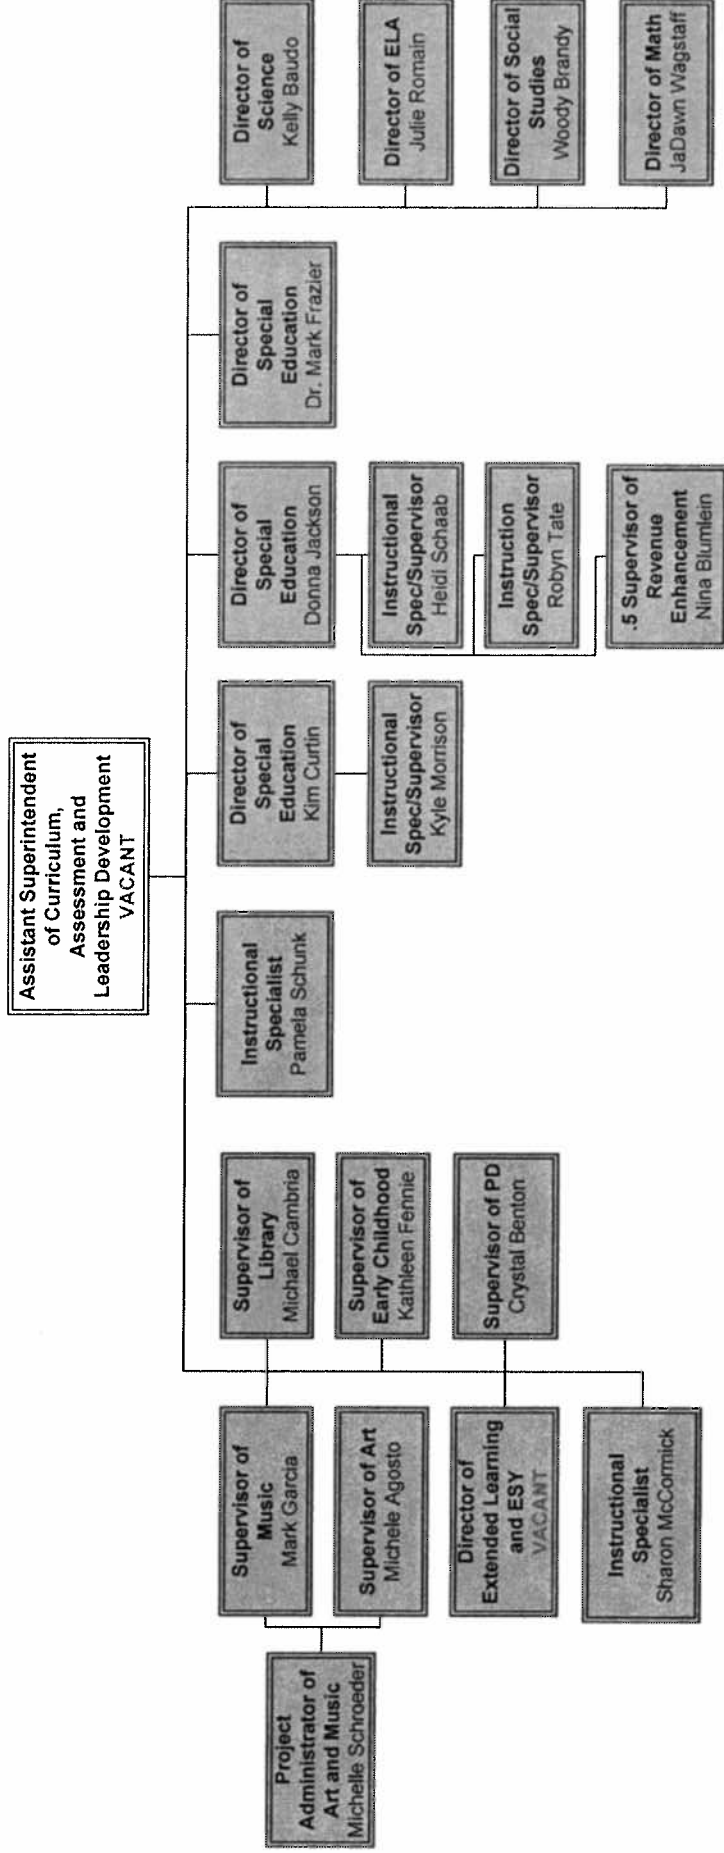 Assistant Superintendent
of Curriculum,
Assessment and
Leadership Development
VACANT
Project
Administrator of
Art and Music
Michelle Schroeder
Supervisor of
Music
Mark Garcia
Supervisor of Art
Michele Agosto
Director of
Extended Learning
and ESY
VACANT
Instructional
Specialist
Sharon McCormick
Supervisor of
Library
Michael Cambria
Supervisor of
Early Childhood
Kathleen Fennie
Supervisor of PD
Crystal Benton
Instructional
Specialist
Pamela Schunk
Director of
Special
Education
Kim Curtin
Instructional
Spec/Supervisor
Kyle Morrison
Director of
Special
Education
Donna Jackson
Instructional
Spec/Supervisor
Heidi Schaab
Instruction
Spec/Supervisor
Robyn Tate
.5 Supervisor of
Revenue
Enhancement
Nina Blumlein
Director of
Special
Education
Dr. Mark Frazier
Director of
Science
Kelly Baudo
Director of ELA
Julie Romain
Director of Social
Studies
Woody Brandy
Director of Math
JaDawn Wagstaff